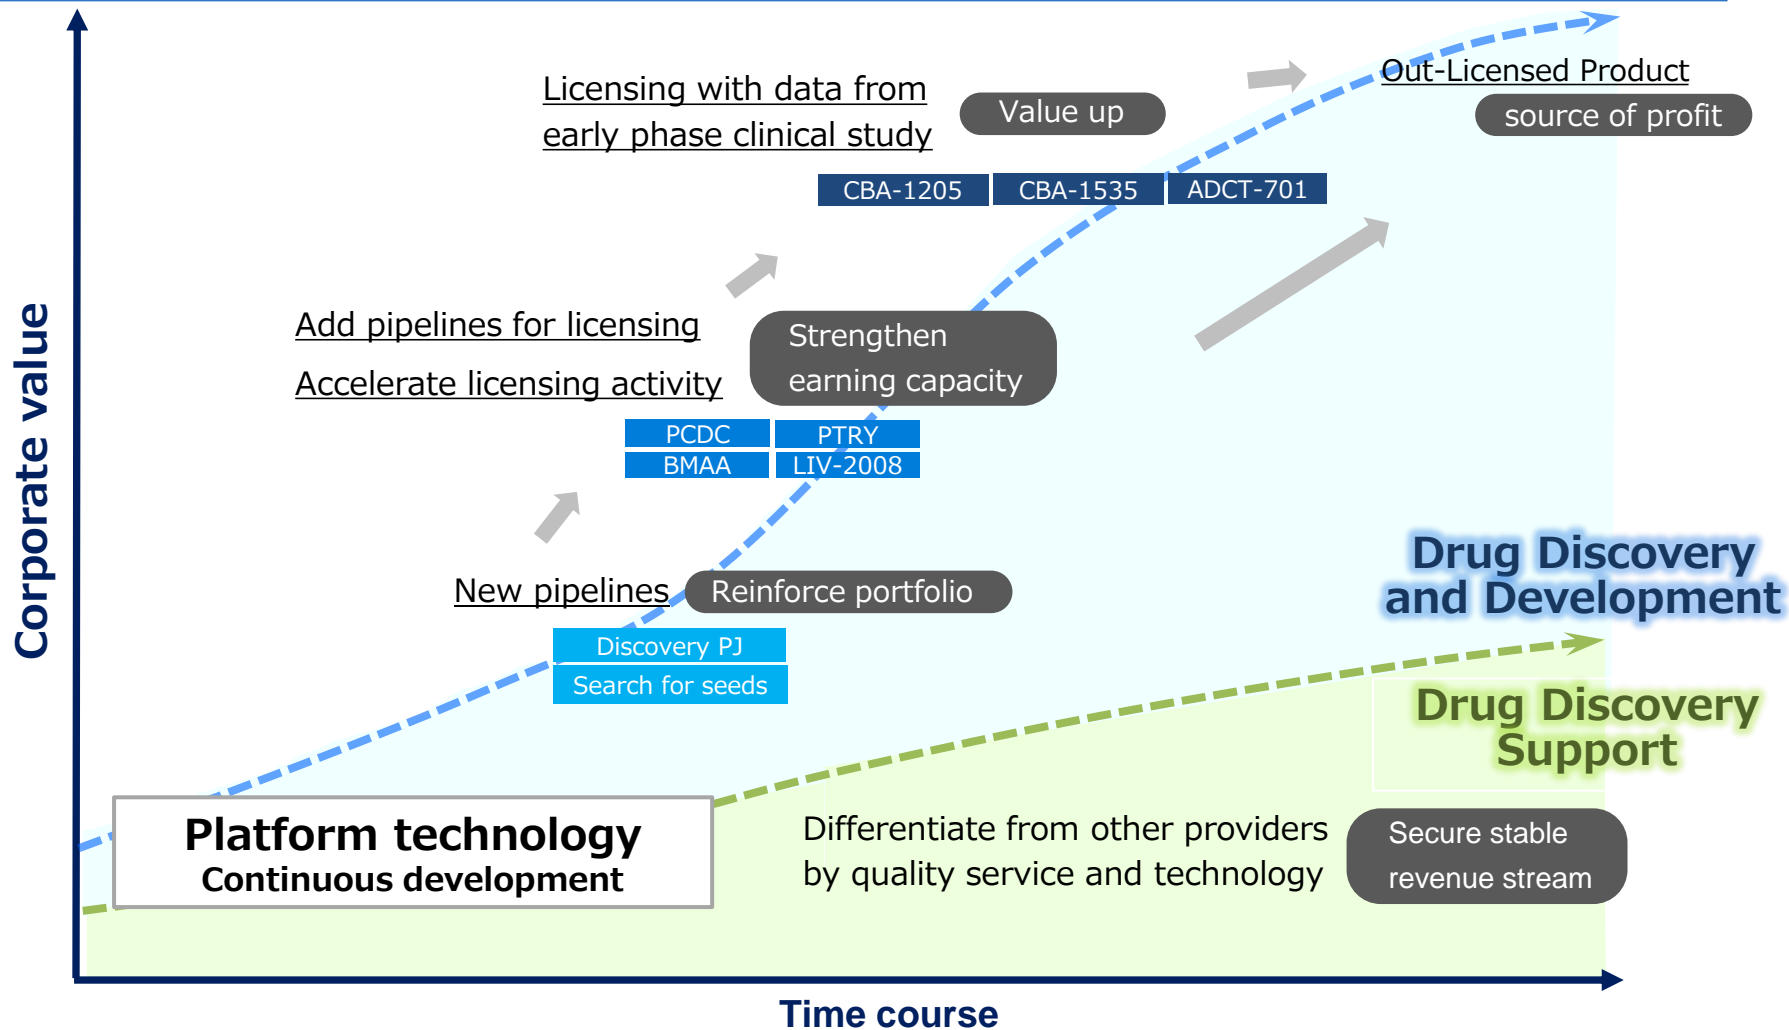 Licensing with data from
early phase clinical study
Value up
Out-Licensed Product
source of profit
CBA-1205
CBA-1535
ADCT-701
Add pipelines for licensing
Accelerate licensing activity
Strengthen
earning capacity
PCDC
PTRY
BMAA
LIV-2008
New pipelines
Reinforce portfolio
Discovery PJ
Search for seeds
Drug Discovery
and Development
Drug Discovery
Support
Platform technology
Continuous development
Differentiate from other providers
by quality service and technology
Secure stable
revenue stream
Corporate value
Time course